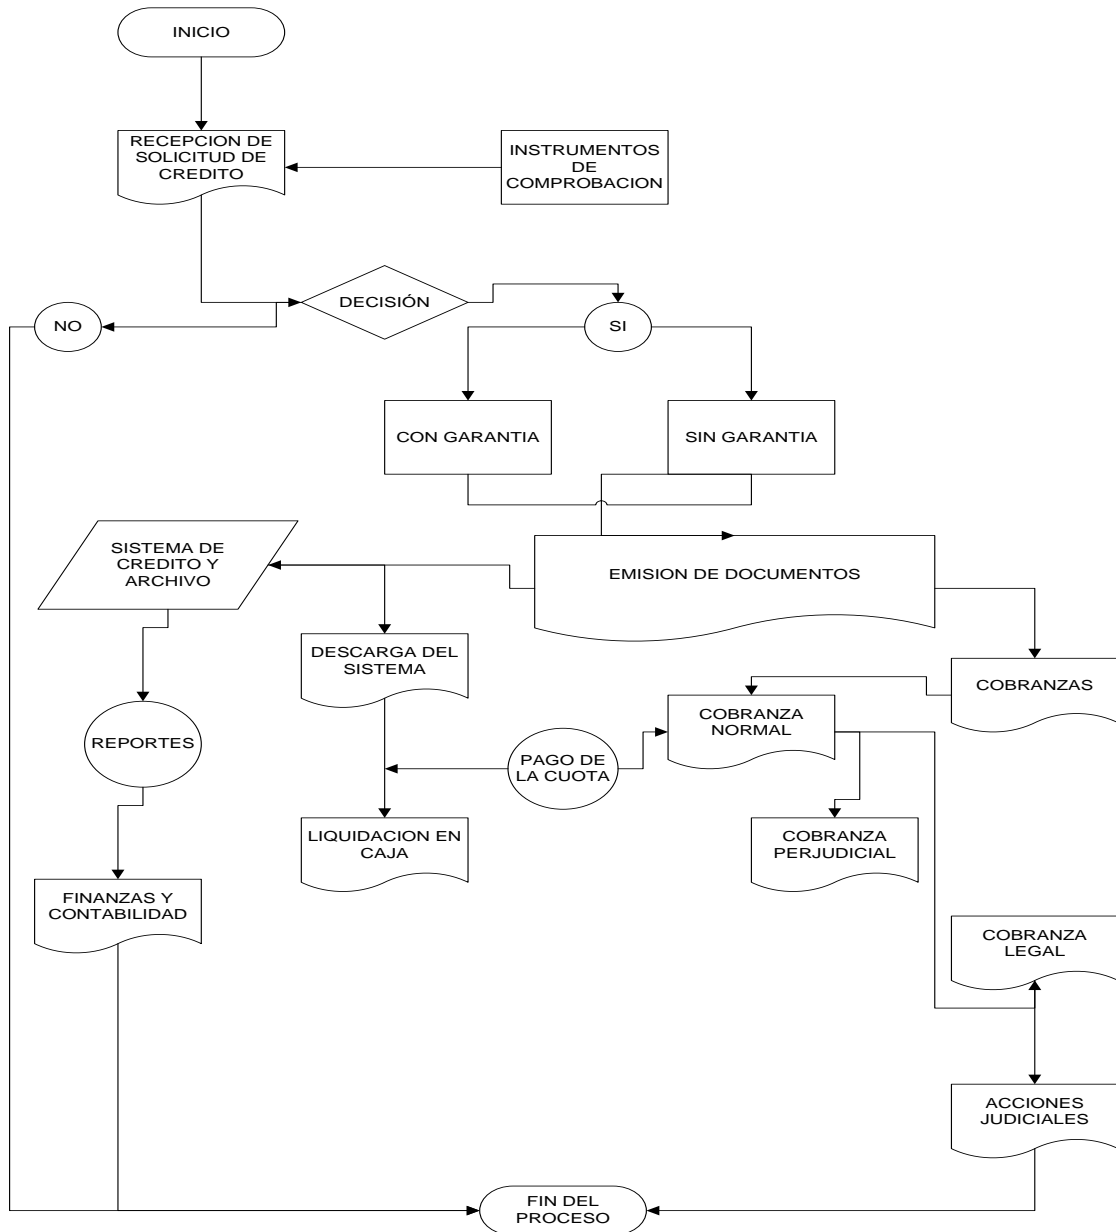 INICIO
RECEPCION DE
SOLICITUD DE
CREDITO
INSTRUMENTOS
DE
COMPROBACION
DECISIÓN
NO
SI
CON GARANTIA
SIN GARANTIA
SISTEMA DE
CREDITO Y
ARCHIVO
EMISION DE DOCUMENTOS
DESCARGA DEL
SISTEMA
COBRANZAS
COBRANZA
NORMAL
REPORTES
PAGO DE
LA CUOTA
LIQUIDACION EN
CAJA
COBRANZA
PERJUDICIAL
FINANZAS Y
CONTABILIDAD
COBRANZA
LEGAL
ACCIONES
JUDICIALES
FIN DEL
PROCESO